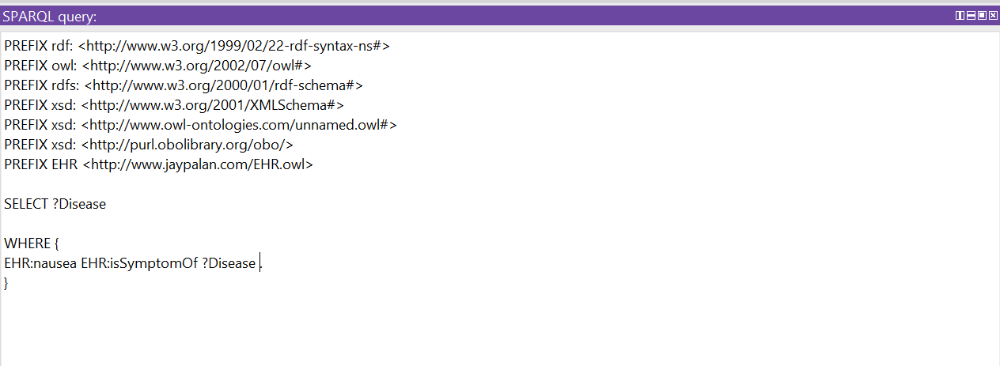 SPARQL query:
PREFIX rdf: <http://www.w3.org/1999/02/22-rdf-syntax-ns#>
PREFIX owl: <http://www.w3.org/2002/07/owl#>
PREFIX rdfs: <http://www.w3.org/2000/01/rdf-schema#>
PREFIX xsd: <http://www.w3.org/2001/XMLSchema#>
PREFIX xsd: <http://www.owl-ontologies.com/unnamed.owl#>
PREFIX xsd: <http://purl.obolibrary.org/obo/>
PREFIX EHR <http://www.jaypalan.com/EHR.owl>
SELECT ?Disease
WHERE {
EHR:nausea EHR:isSymptomOf ?Disease .
}